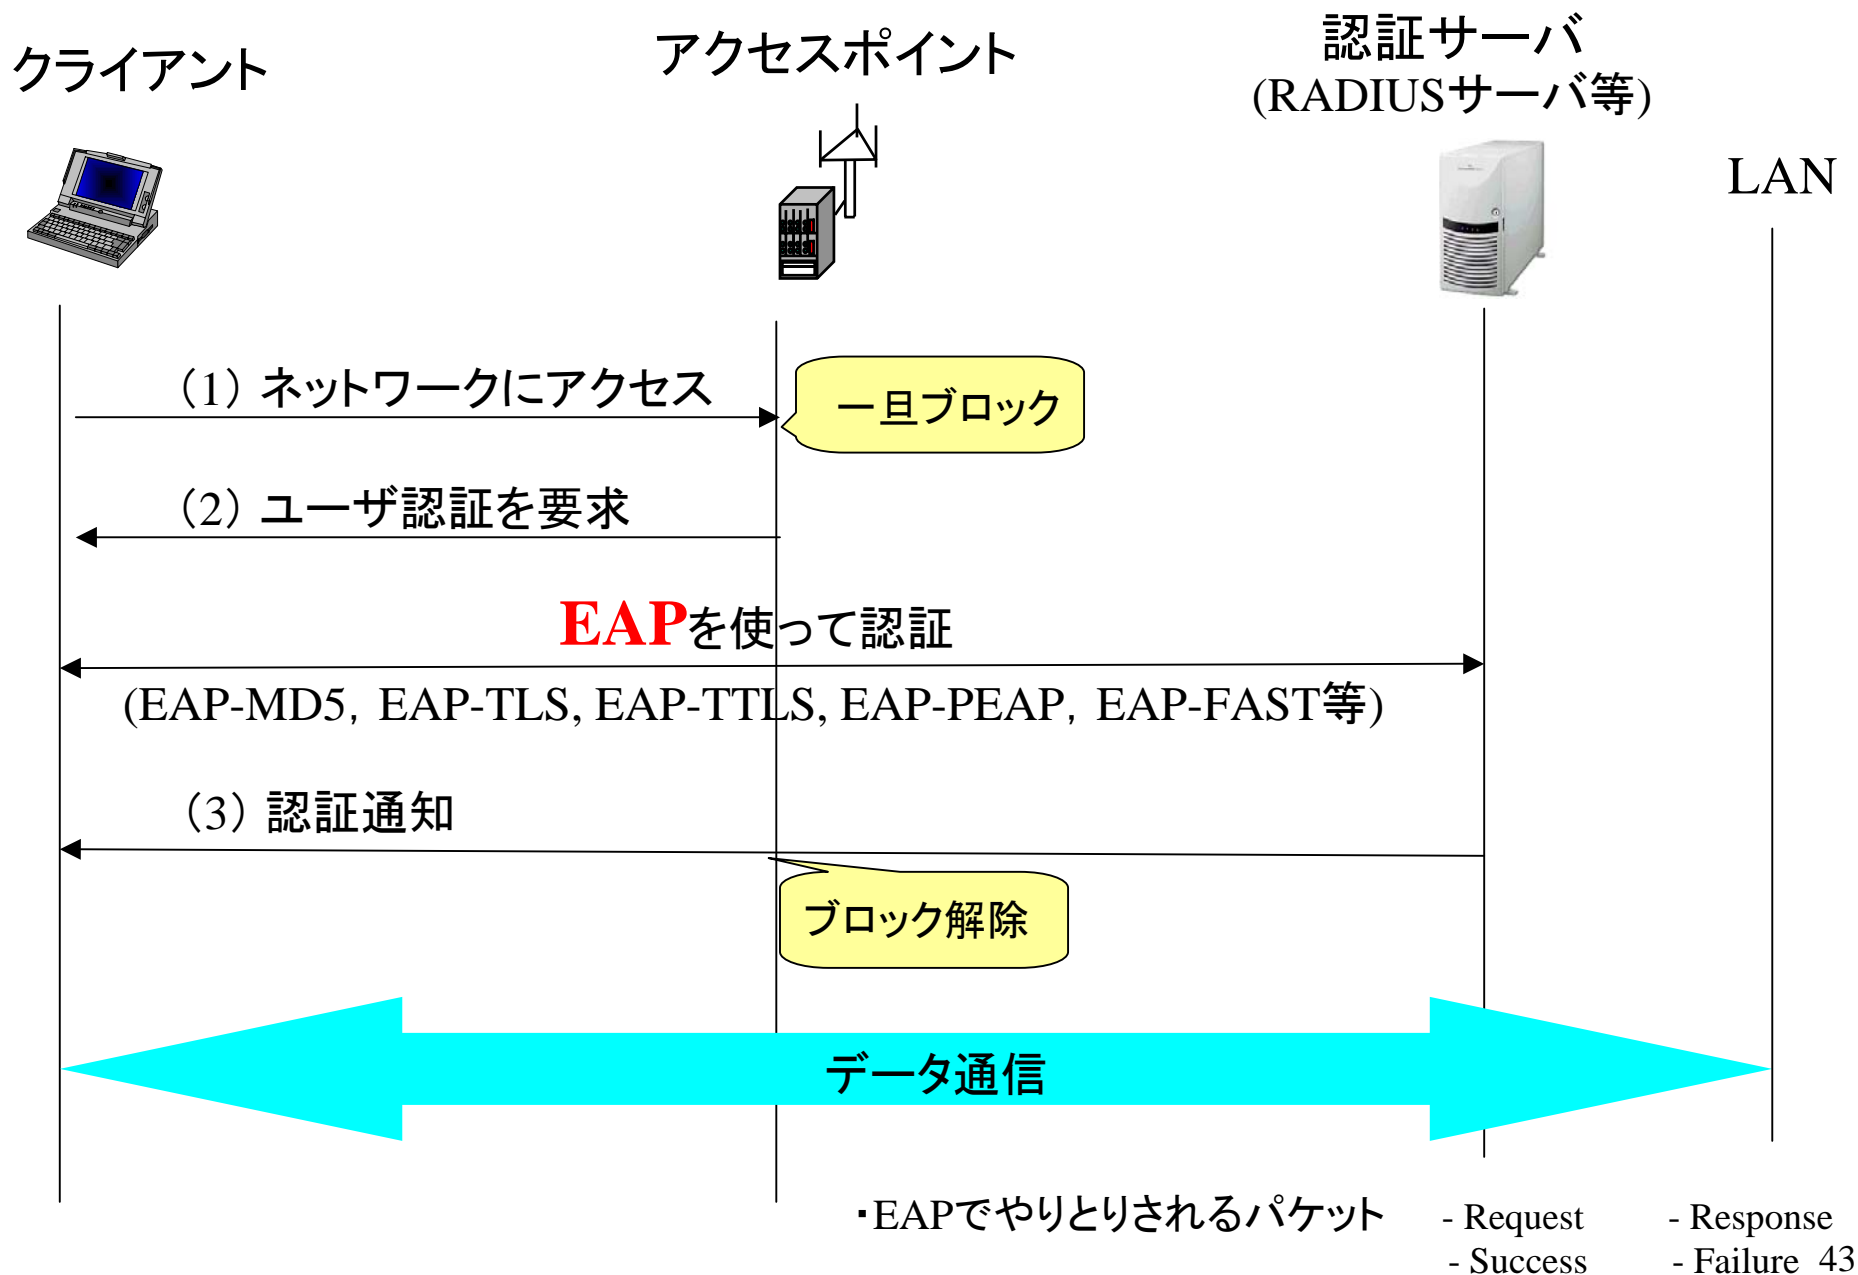 クライアント
アクセスポイント
認証サーバ
(RADIUSサーバ等)
LAN
(1) ネットワークにアクセス
一旦ブロック
(2) ユーザ認証を要求
EAPを使って認証
(EAP-MD5, EAP-TLS, EAP-TTLS, EAP-PEAP, EAP-FAST等)
(3) 認証通知
ブロック解除
データ通信
・EAPでやりとりされるパケット - Request - Response
- Success - Failure 43